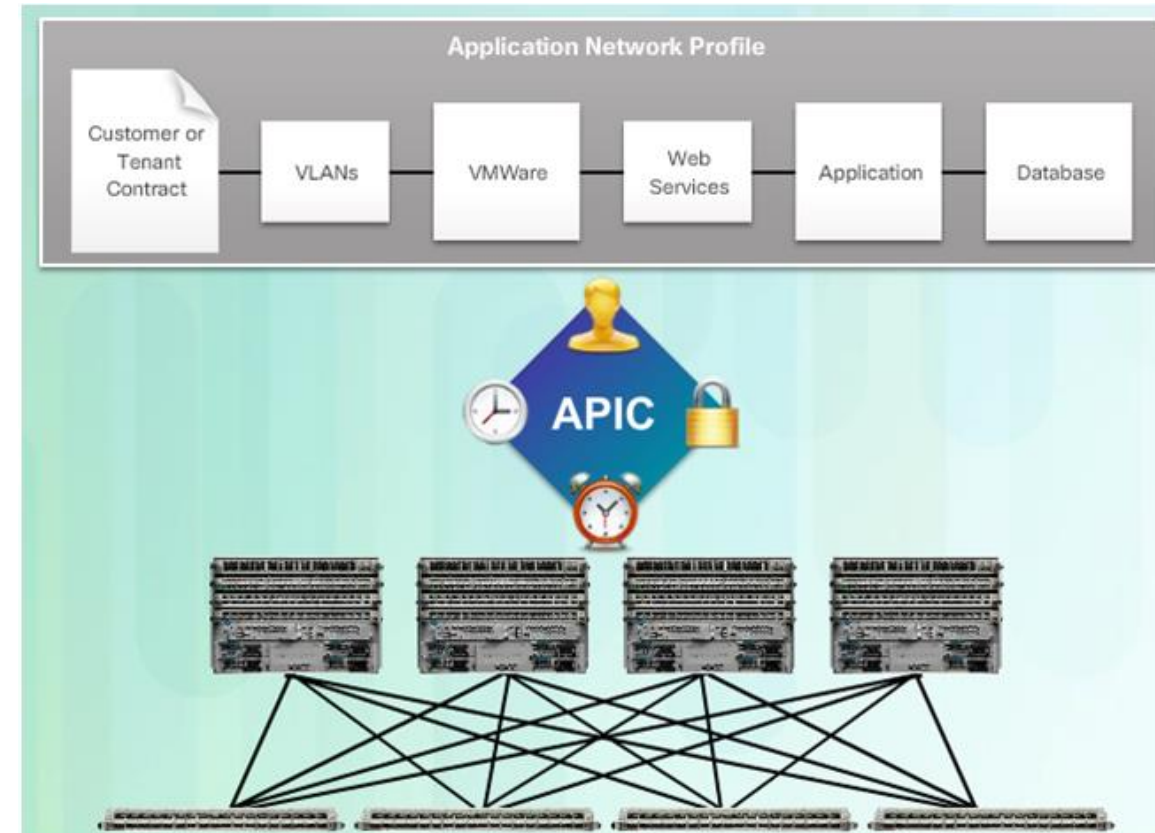 Application Network Profile
Customer or
Tenant
Contract
VLANs
VMWare
Web
Services
Application
Database
APIC